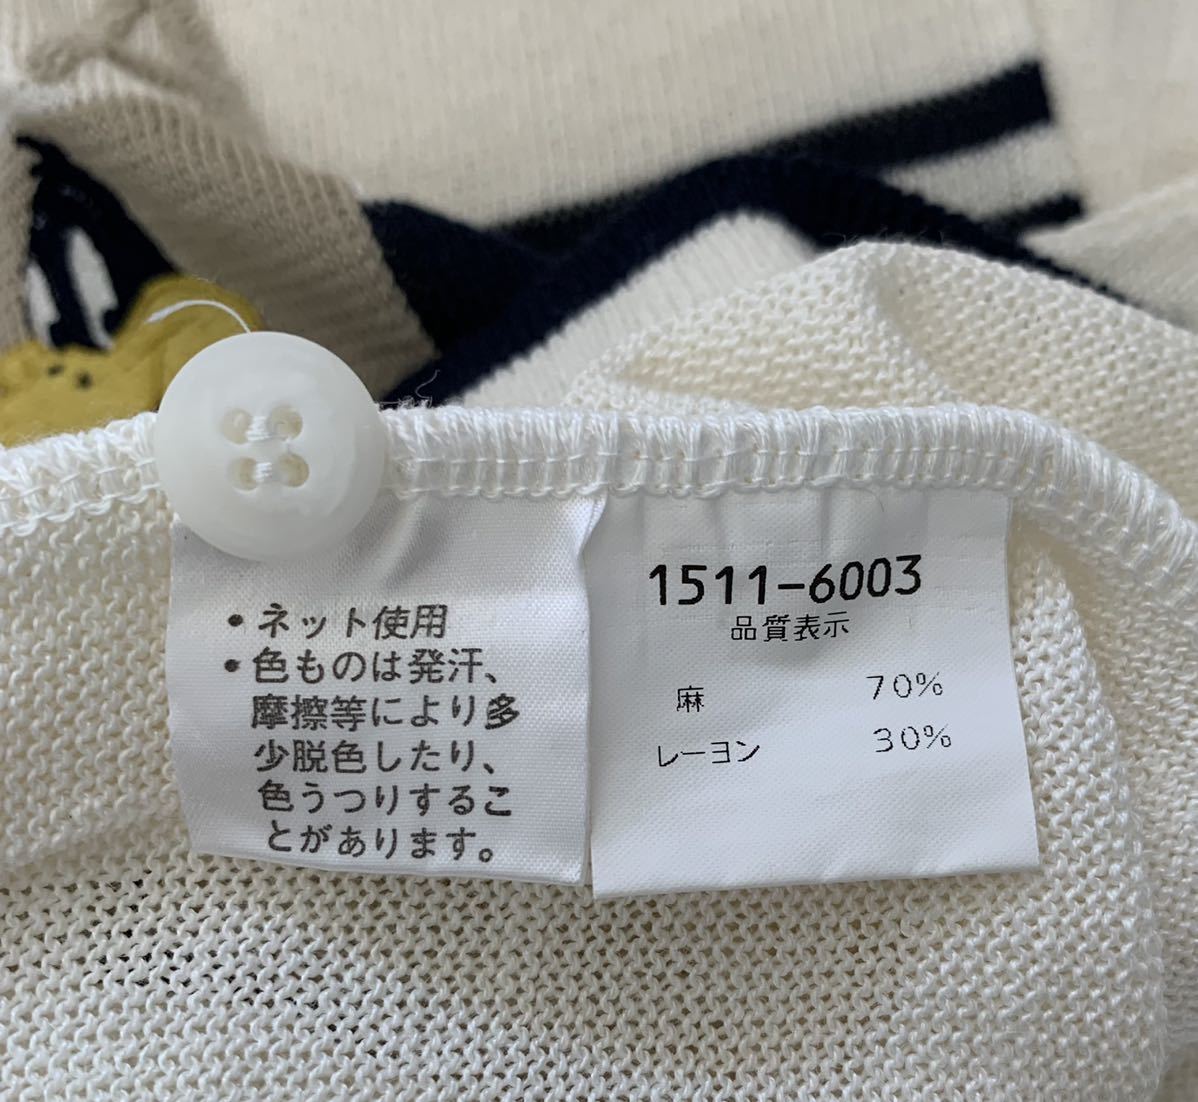 ・ネット使用
・色ものは発汗、
摩擦等により多
少脱色したり、
色うつりするこ
とがあります。
1511-6003
品質表示
麻 70%
レーヨン 30%